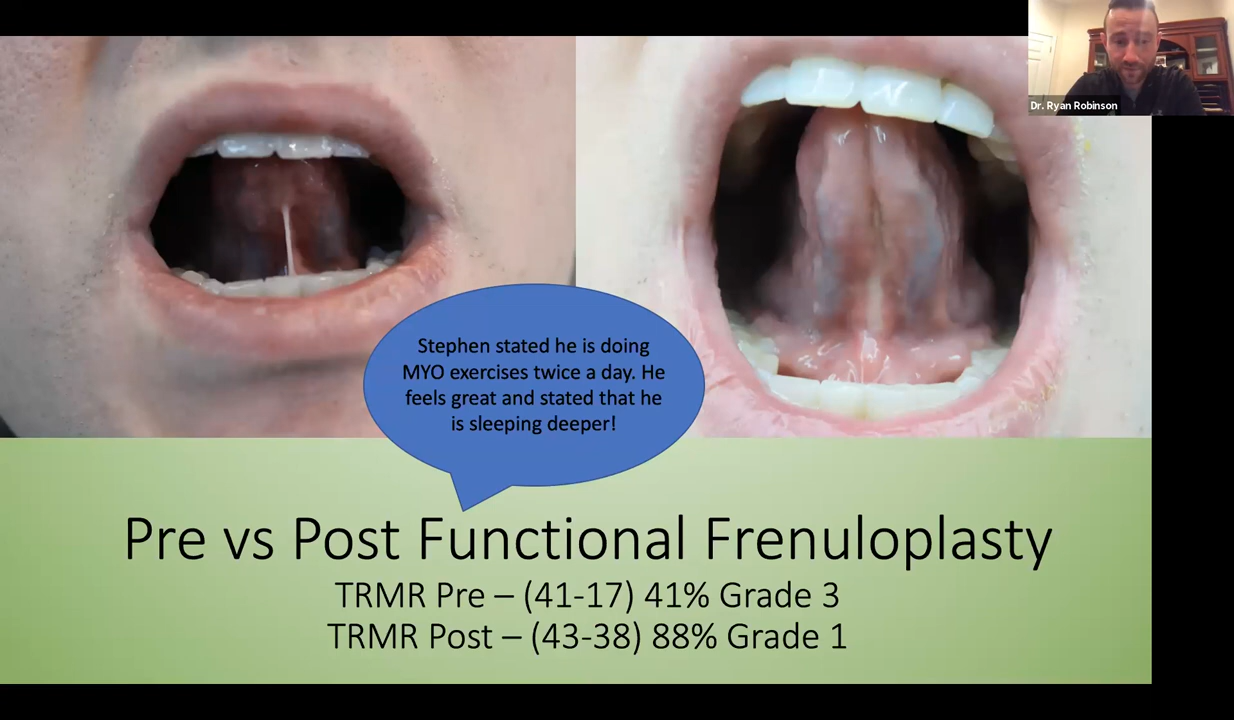 Dr. Ryan Robinson
Stephen stated he is doing
MYO exercises twice a day. He
feels great and stated that he
is sleeping deeper!
Pre vs Post Functional Frenuloplasty
TRMR Pre – (41-17) 41% Grade 3
TRMR Post – (43-38) 88% Grade 1